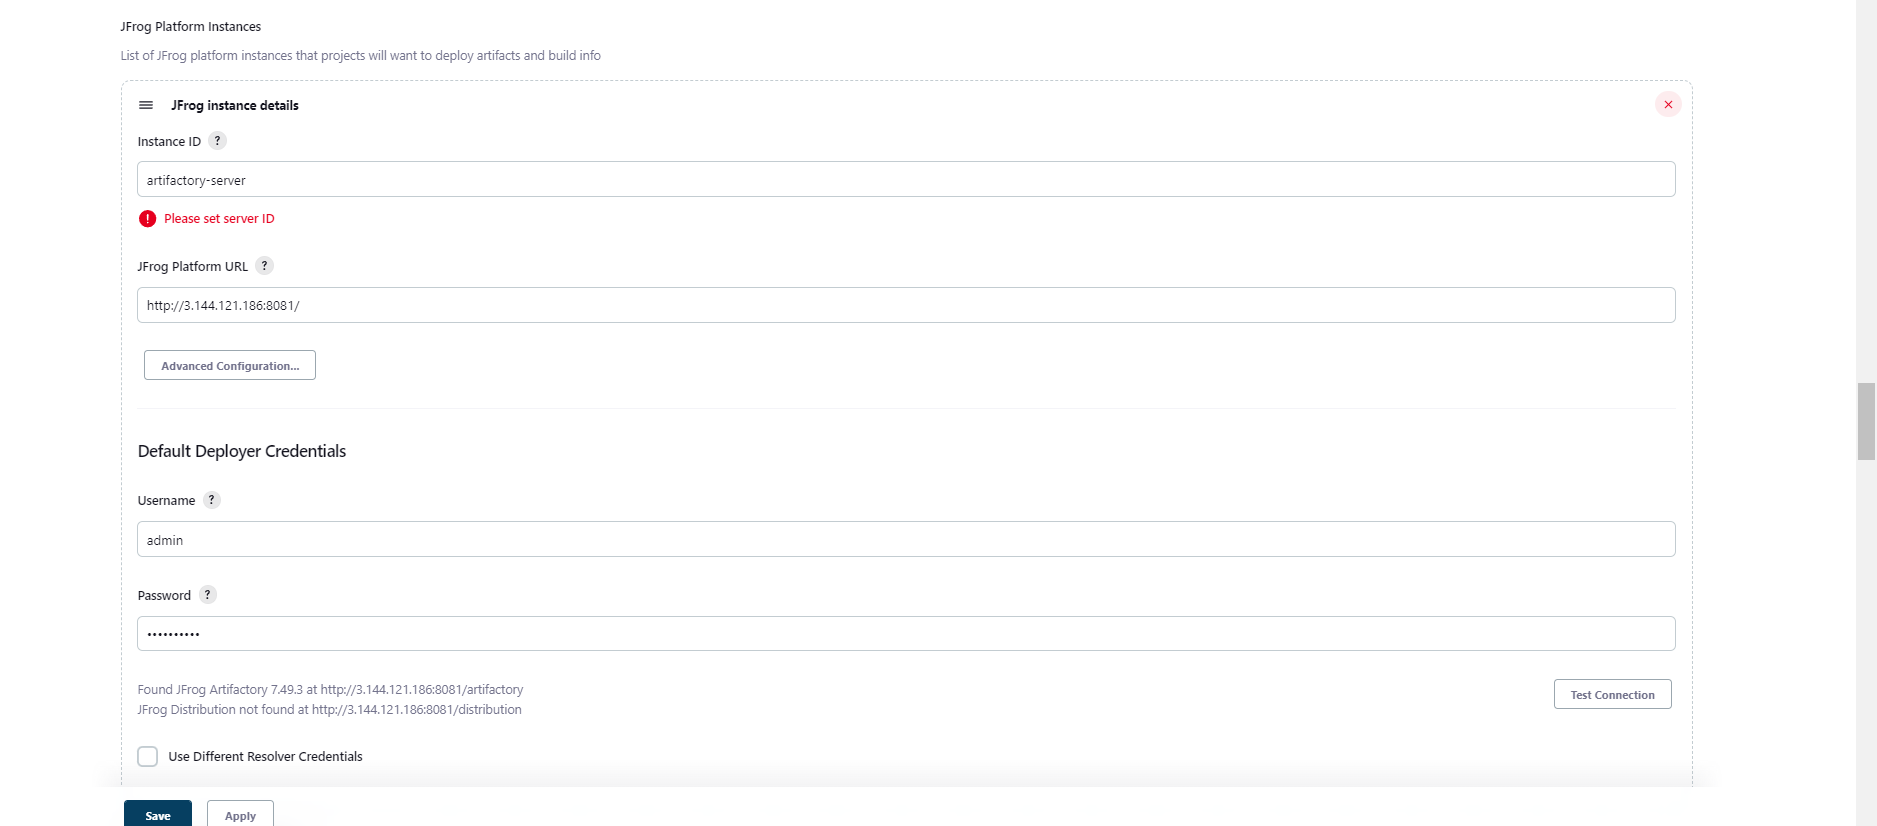 JFrog Platform Instances
List of JFrog platform instances that projects will want to deploy artifacts and build info
JFrog instance details
Instance ID ?
artifactory-server
! Please set server ID
JFrog Platform URL ?
http://3.144.121.186:8081/
Advanced Configuration...
Default Deployer Credentials
Username ?
admin
Password ?
••••••••••
Found JFrog Artifactory 7.49.3 at http://3.144.121.186:8081/artifactory
JFrog Distribution not found at http://3.144.121.186:8081/distribution
Test Connection
Use Different Resolver Credentials
Save Apply